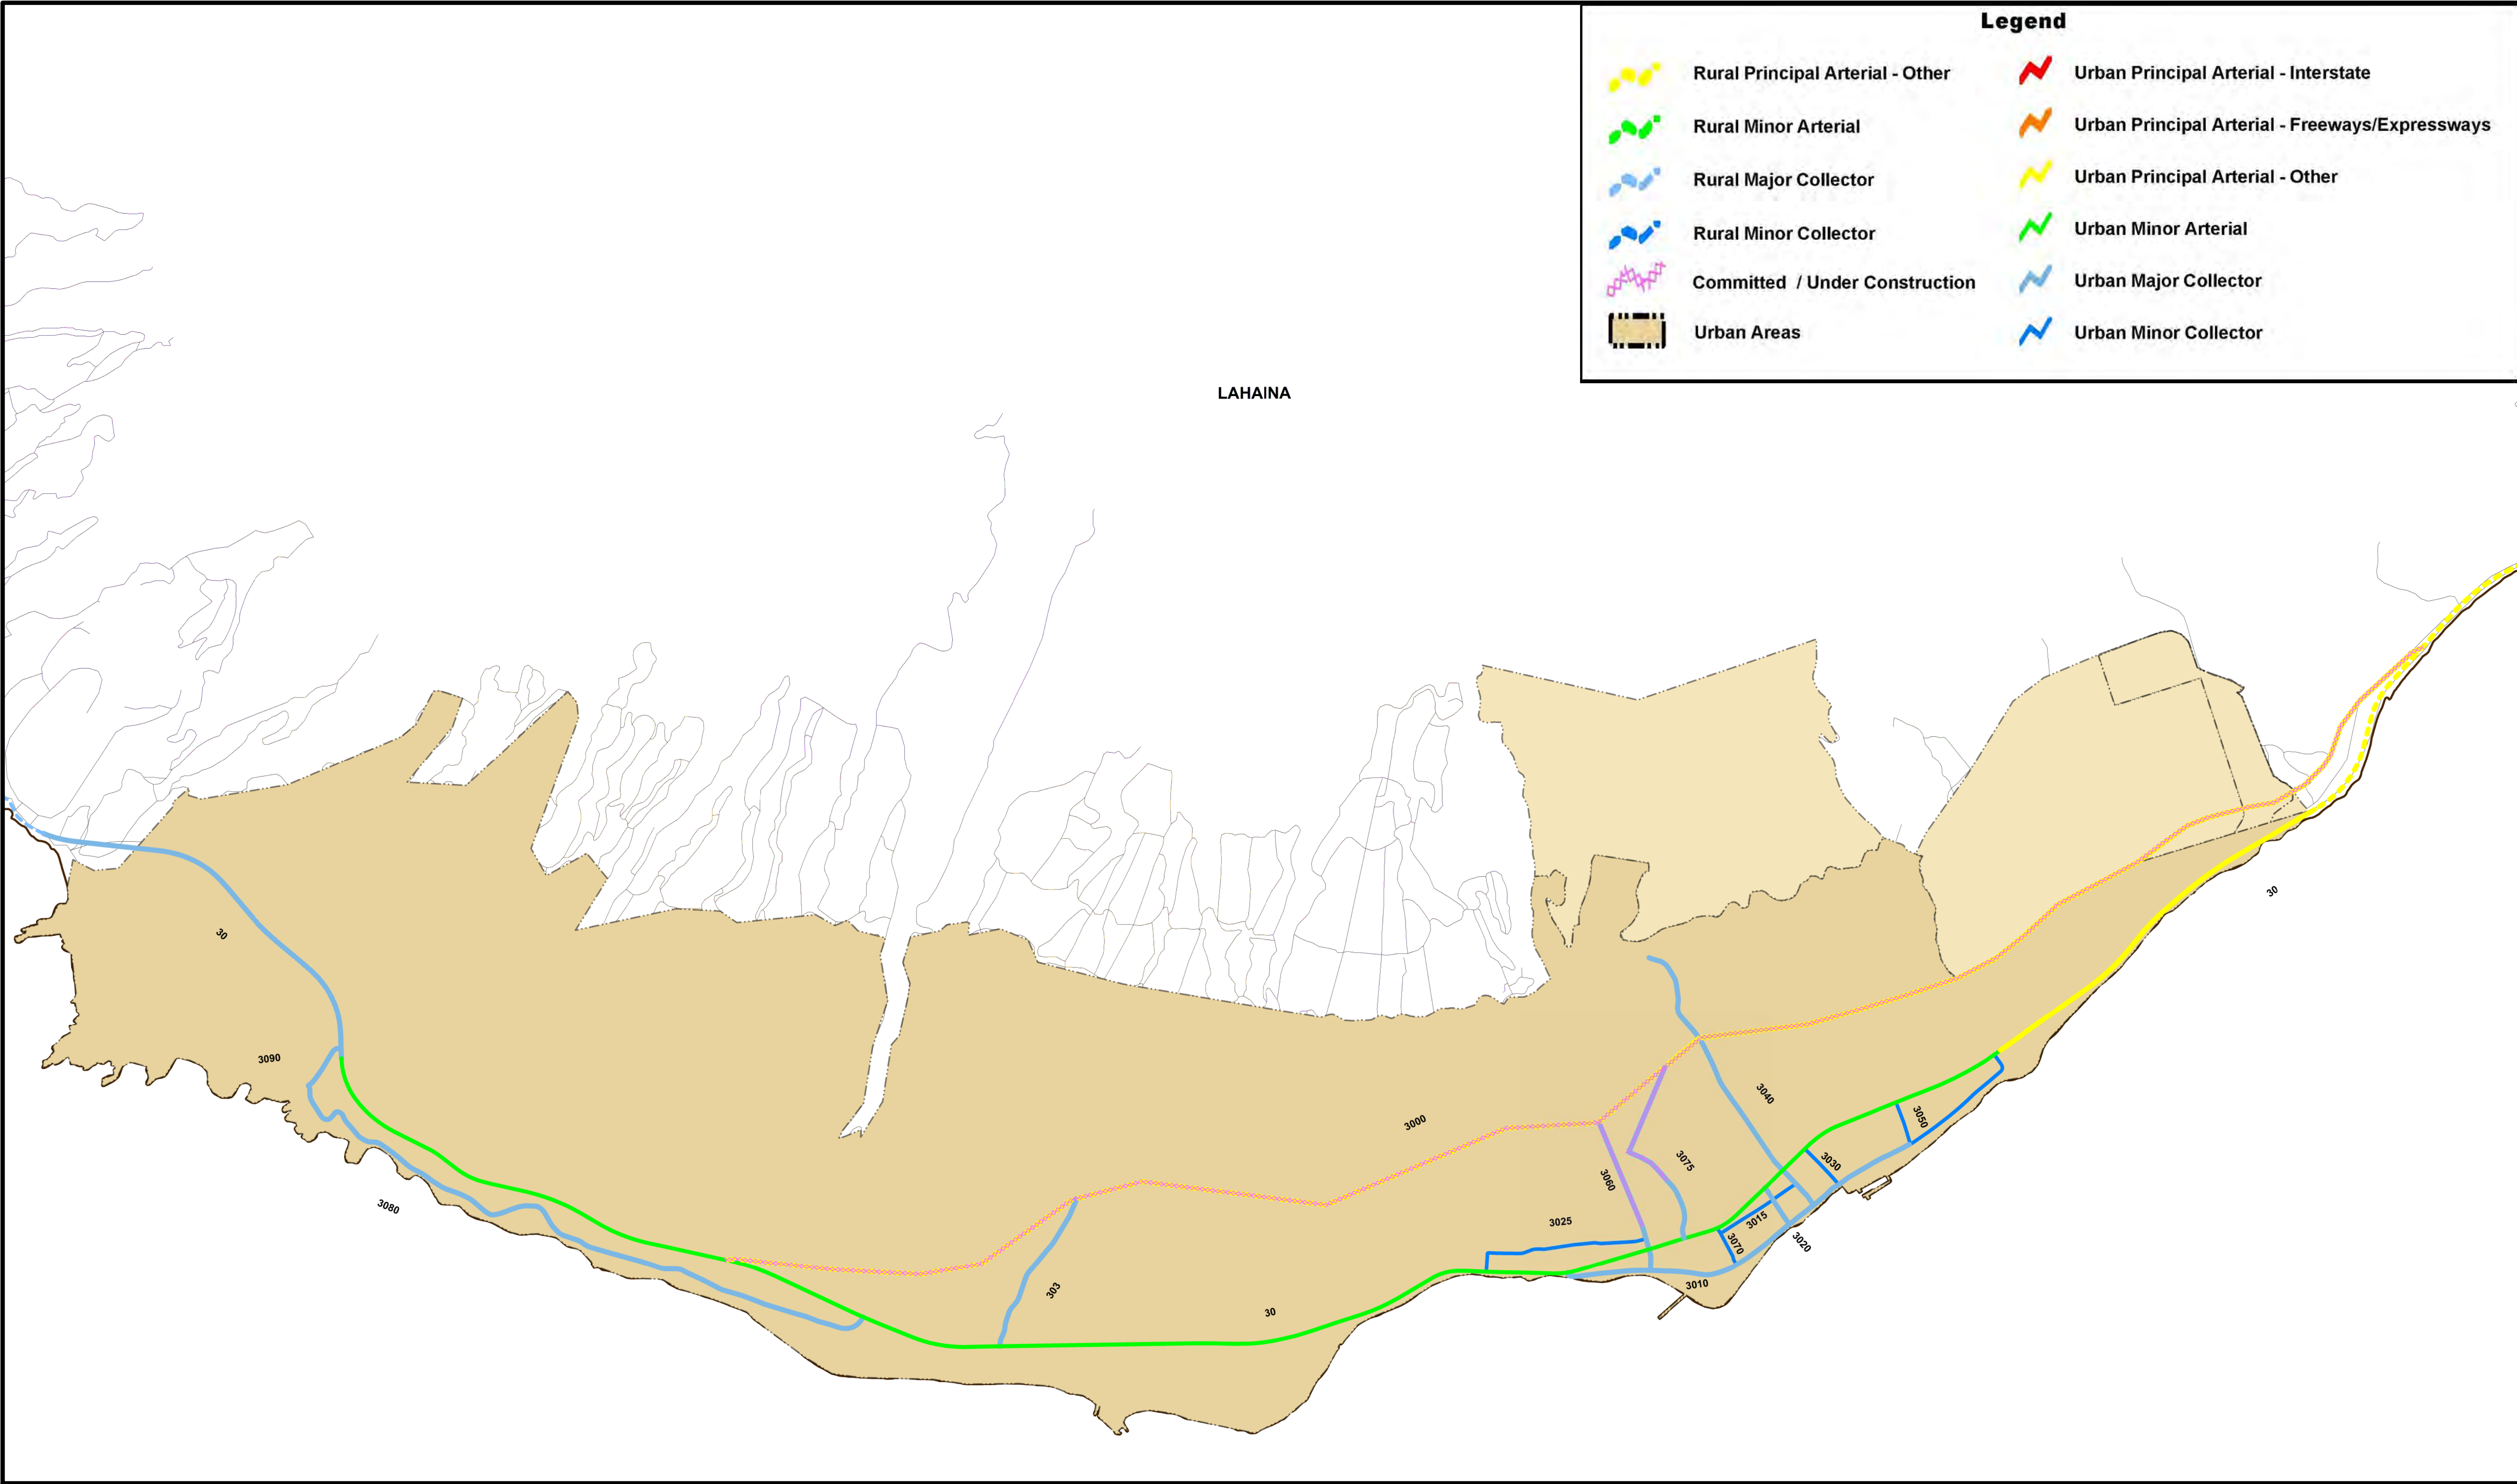 Legend
Rural Principal Arterial - Other
Rural Minor Arterial
Rural Major Collector
Rural Minor Collector
Committed / Under Construction
Urban Areas
Urban Principal Arterial - Interstate
Urban Principal Arterial - Freeways/Expressways
Urban Principal Arterial - Other
Urban Minor Arterial
Urban Major Collector
Urban Minor Collector
LAHAINA
30
30
3090
3040
3050
3000
3075
3030
3060
3080
3025
3015
3070
3020
303
3010
30